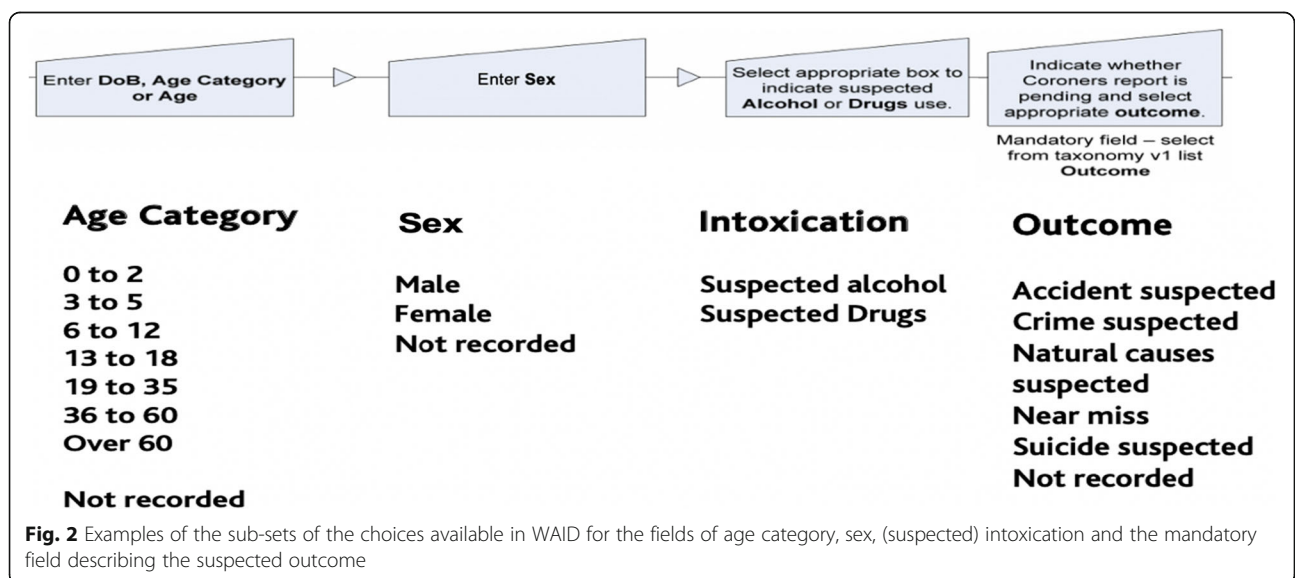 Enter DoB, Age Category
or Age
Enter Sex
Select appropriate box to
indicate suspected
Alcohol or Drugs use.
Indicate whether
Coroners report is
pending and select
appropriate outcome.
Mandatory field – select
from taxonomy v1 list
Outcome
Age Category
0 to 2
3 to 5
6 to 12
13 to 18
19 to 35
36 to 60
Over 60
Not recorded
Sex
Male
Female
Not recorded
Intoxication
Suspected alcohol
Suspected Drugs
Outcome
Accident suspected
Crime suspected
Natural causes
suspected
Near miss
Suicide suspected
Not recorded
Fig. 2 Examples of the sub-sets of the choices available in WAID for the fields of age category, sex, (suspected) intoxication and the mandatory
field describing the suspected outcome